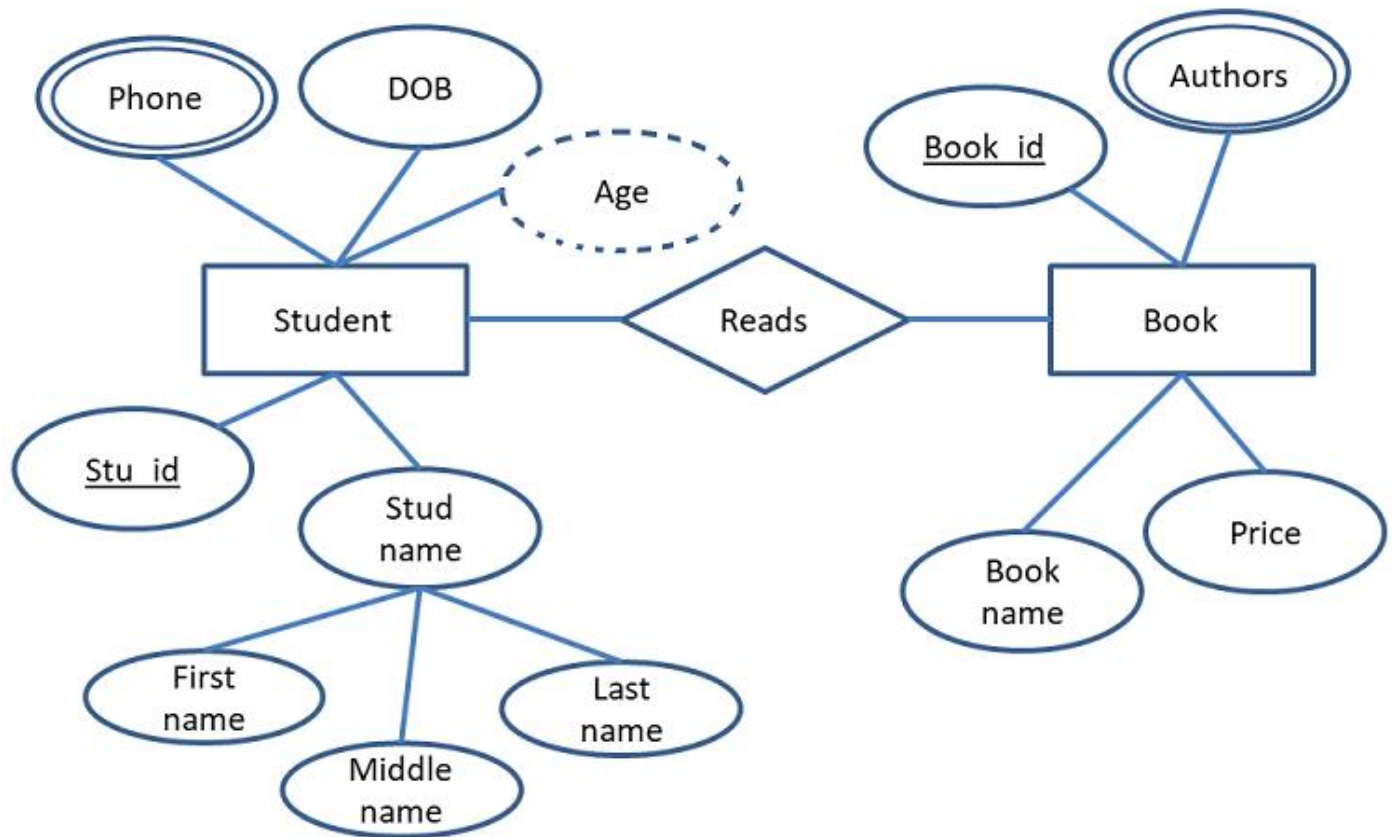 Phone
DOB
Authors
Book_id
Age
Student
Reads
Book
Stu_id
Stud
name
Price
Book
name
First
name
Last
name
Middle
name